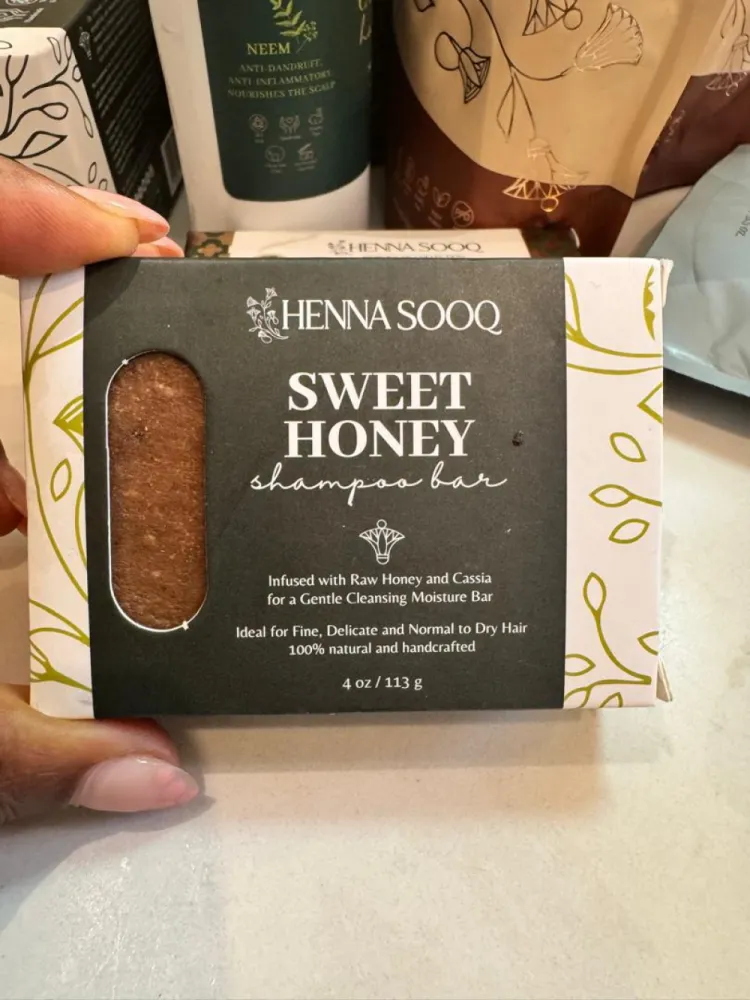 NEEM
ANTI-DANDRUFF.
ANTI-INFLAMMATORY.
NOURISHES THE SCALP
HENNA SOOQ
HENNA SOOQ
SWEET
HONEY
shampoo bar
Infused with Raw Honey and Cassia
for a Gentle Cleansing Moisture Bar
Ideal for Fine, Delicate and Normal to Dry Hair
100% natural and handcrafted
4 oz / 113 g